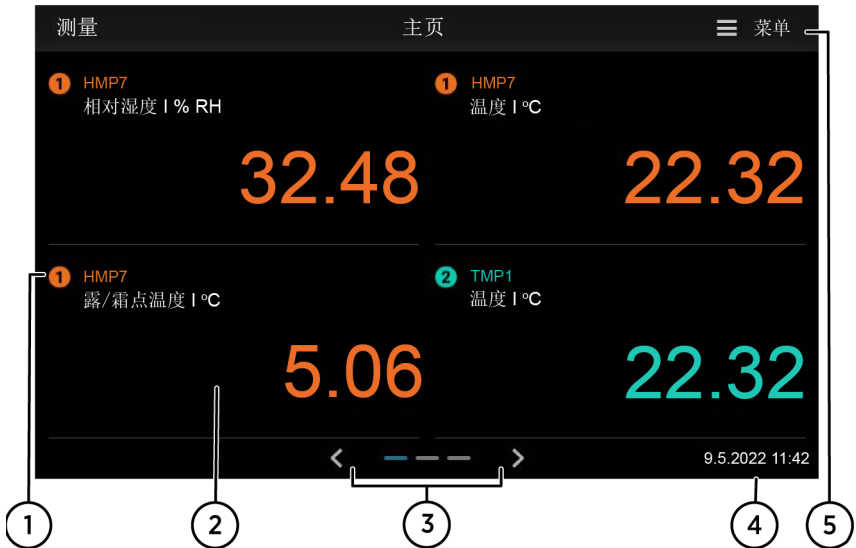 测量 主页 菜单
1 HMP7
相对湿度 I % RH
32.48
1 HMP7
温度 I °C
22.32
1 HMP7
露/霜点温度 I °C
5.06
2 TMP1
温度 I °C
22.32
9.5.2022 11:42
1 2 3 4 5